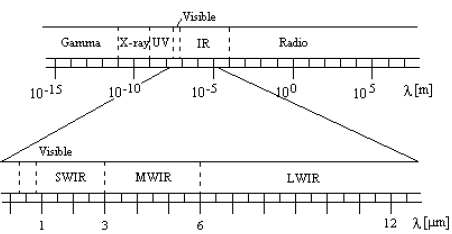 Visible
Gamma X-ray UV IR Radio
10-15 10-10 10-5 100 105 λ [m]
Visible
SWIR MWIR LWIR
1 3 6 12 λ [μm]